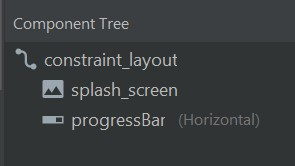 Component Tree
constraint_layout
splash_screen
progressBar (Horizontal)